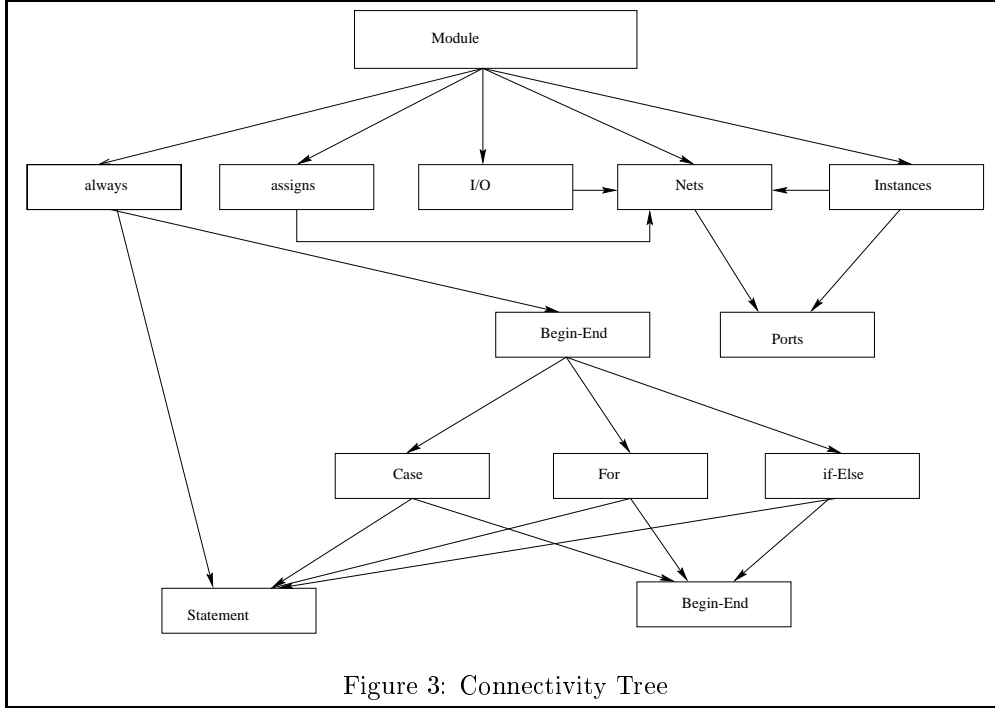 Module
always
assigns
I/O
Nets
Instances
Begin-End
Ports
Case
For
if-Else
Statement
Begin-End
Figure 3: Connectivity Tree